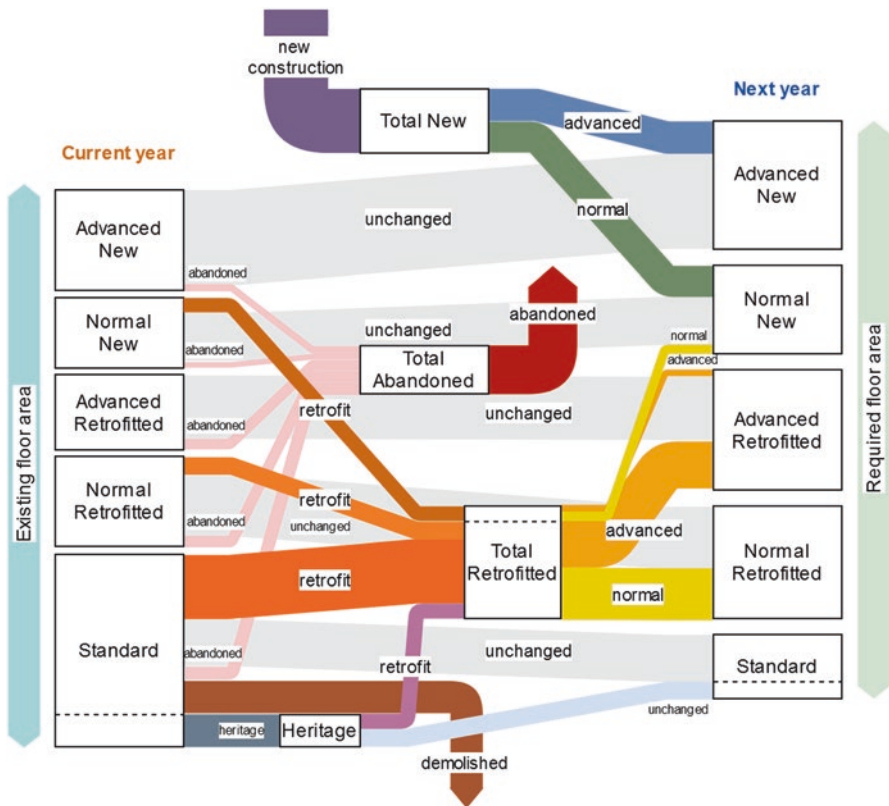 new
construction
Total New
advanced
Next year
Current year
Advanced
New
unchanged
normal
Advanced
New
abandoned
Normal
New
unchanged
abandoned
abandoned
Total
Abandoned
normal
advanced
Normal
New
Advanced
Retrofitted
abandoned
retrofit
unchanged
Advanced
Retrofitted
Existing floor area
Required floor area
Normal
Retrofitted
abandoned
retrofit
unchanged
Total
Retrofitted
advanced
Normal
Retrofitted
retrofit
normal
Standard
abandoned
retrofit
unchanged
Standard
unchanged
heritage
Heritage
demolished